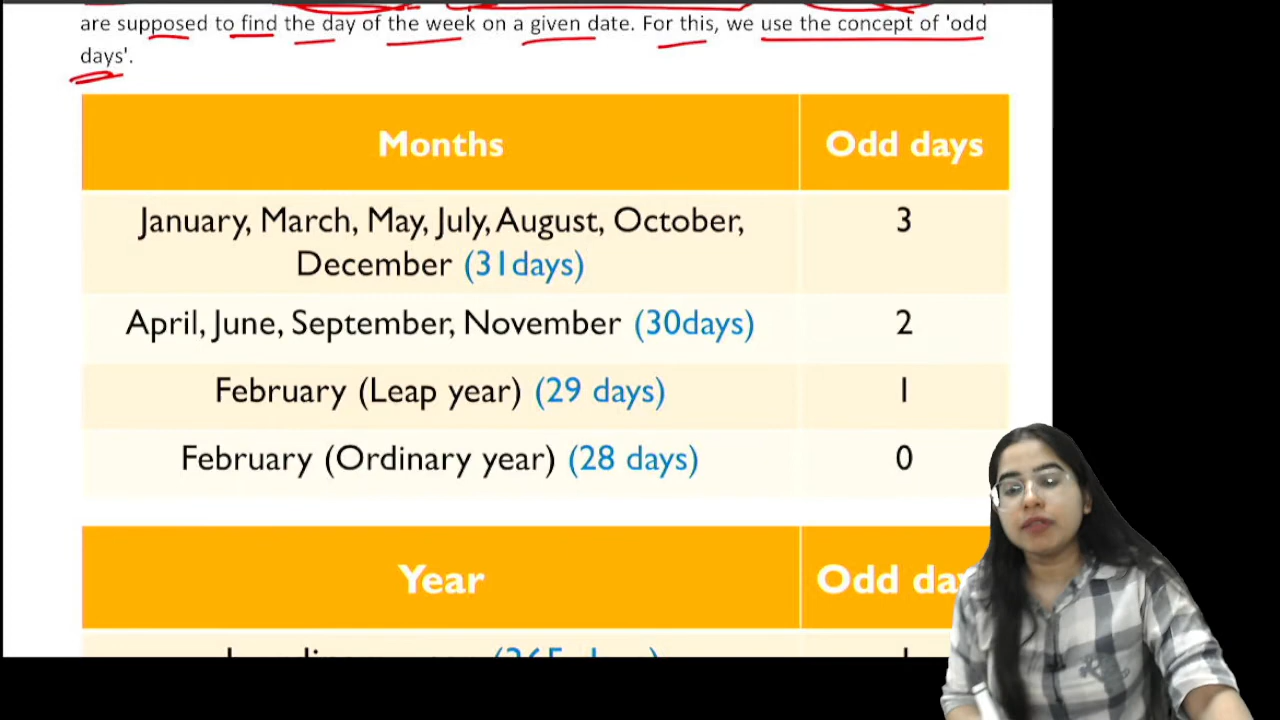 are supposed to find the day of the week on a given date. For this, we use the concept of 'odd
days'.
Months Odd days
January, March, May, July, August, October, 3
December (31days)
April, June, September, November (30days) 2
February (Leap year) (29 days) 1
February (Ordinary year) (28 days) 0
Year Odd